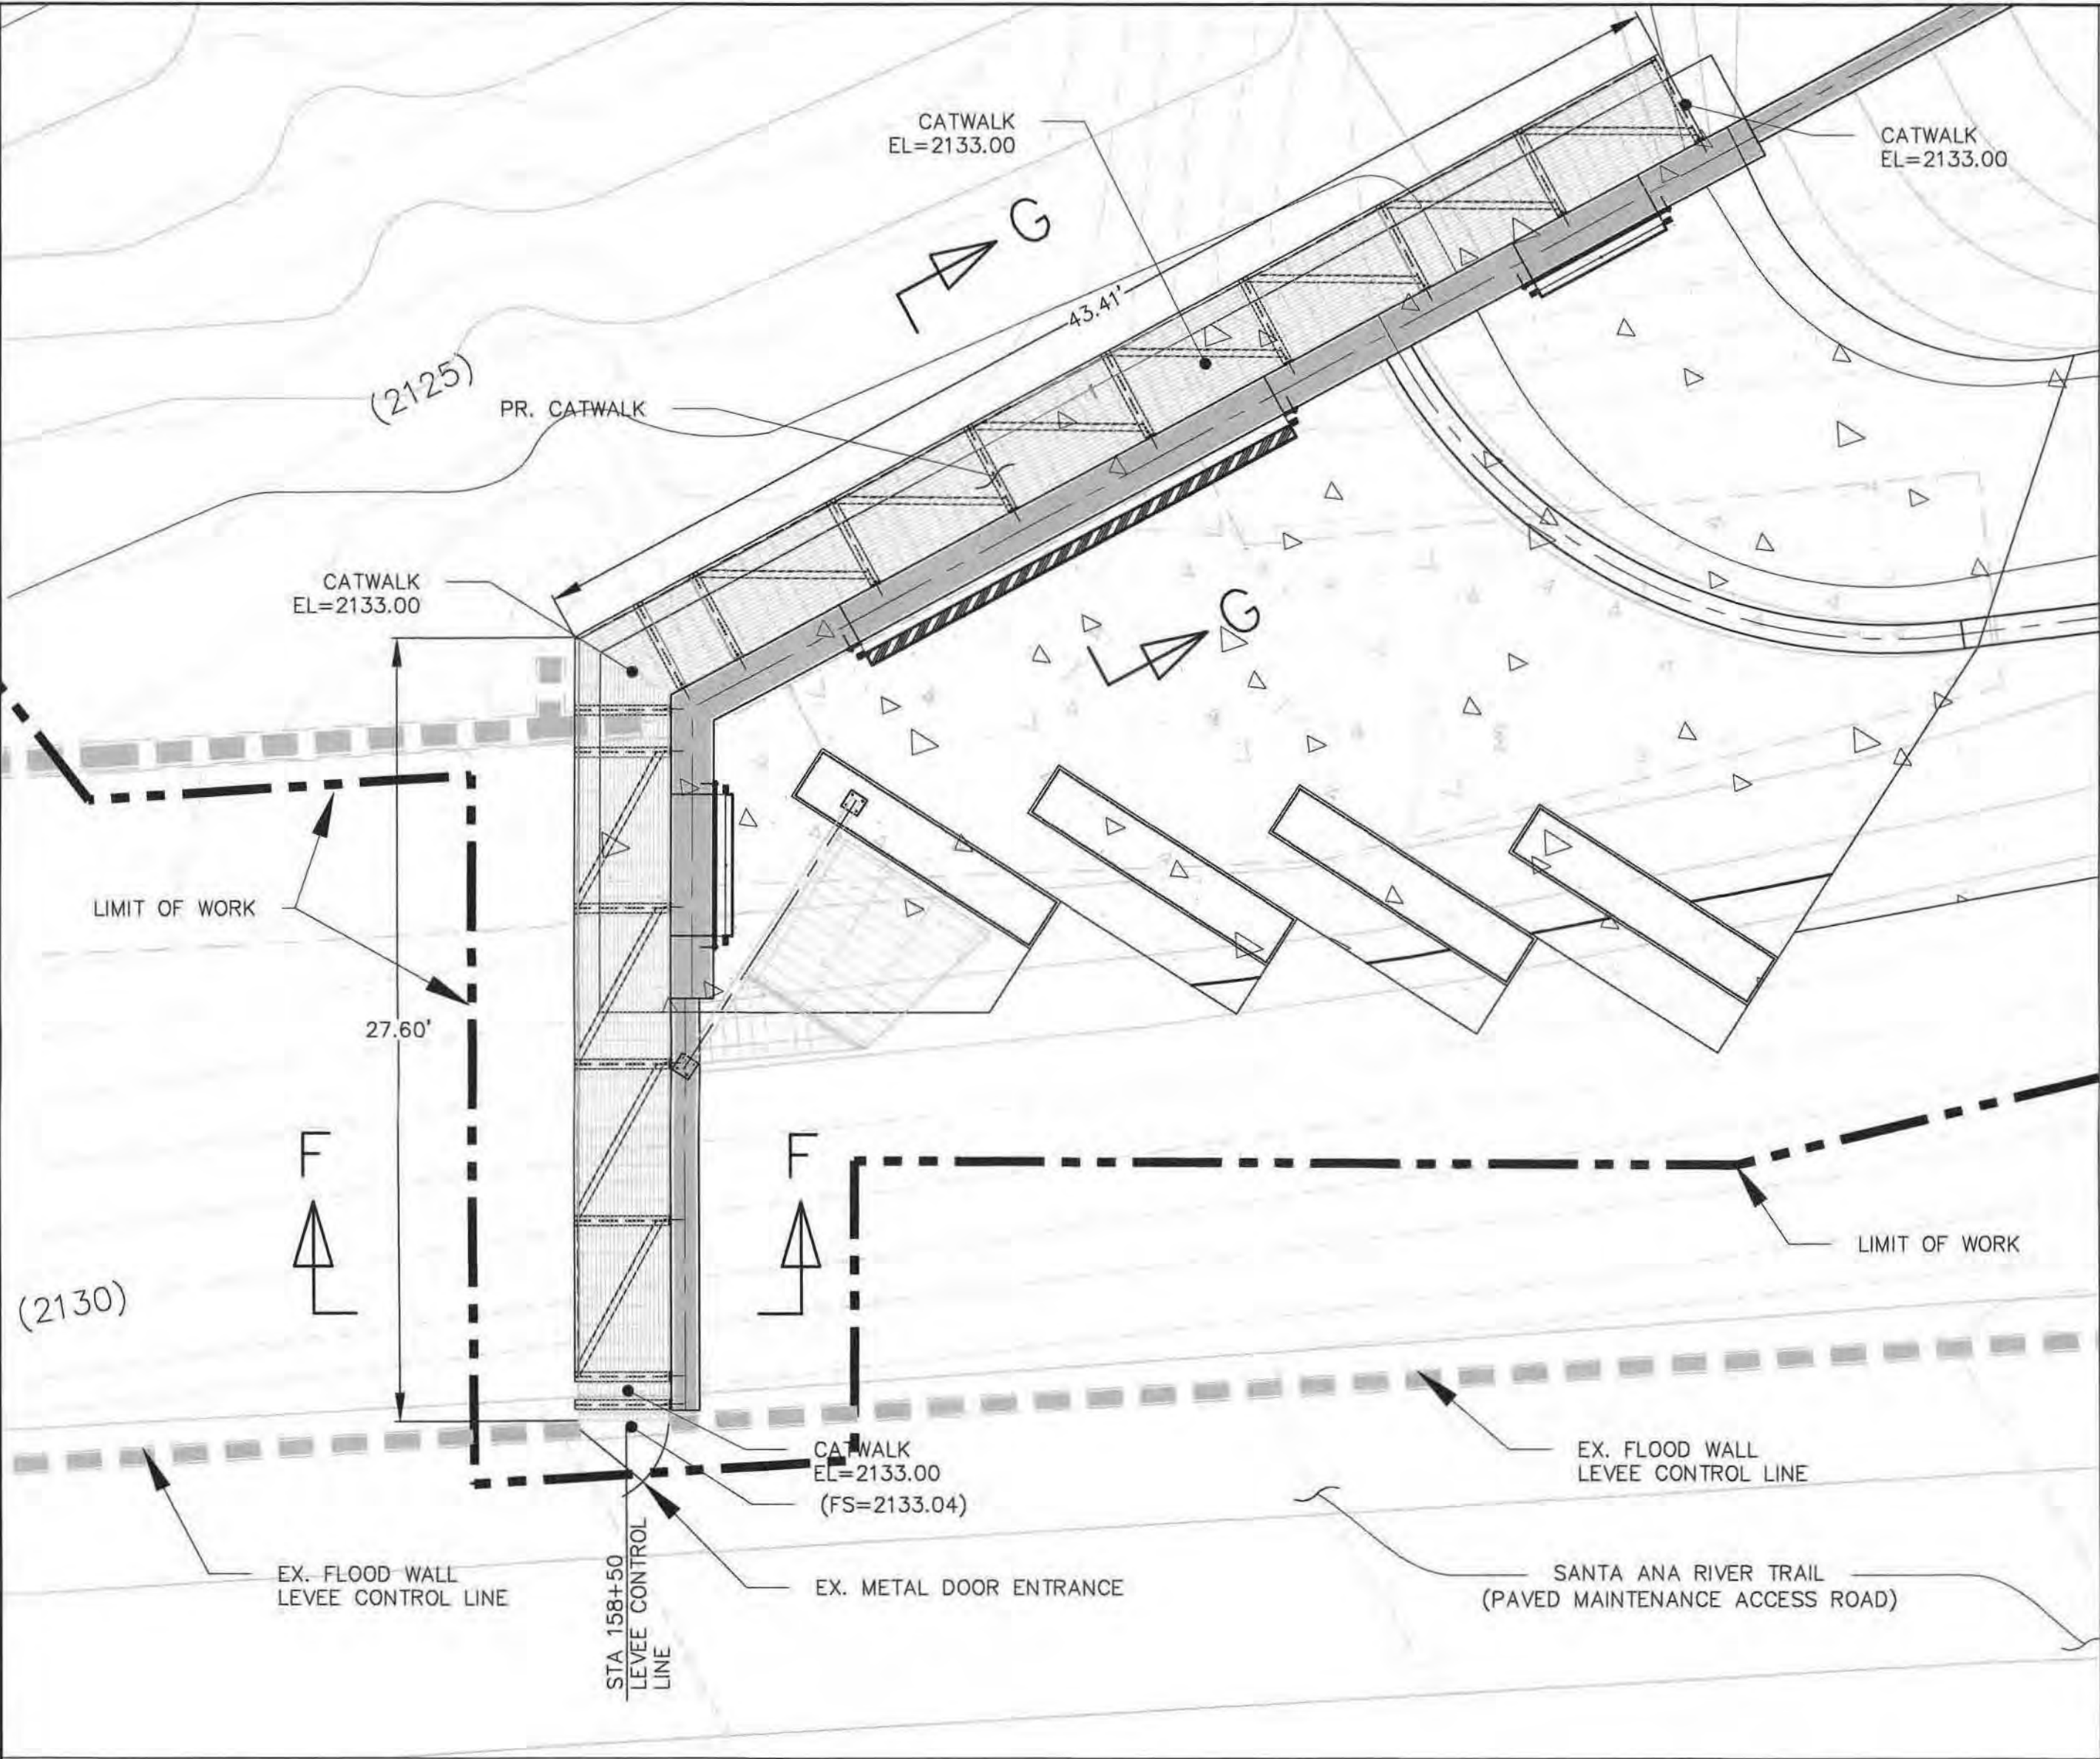 CATWALK
EL=2133.00
CATWALK
EL=2133.00
G
43.41'
(2125)
PR. CATWALK
CATWALK
EL=2133.00
G
LIMIT OF WORK
27.60'
F
F
LIMIT OF WORK
(2130)
CATWALK
EL=2133.00
(FS=2133.04)
EX. FLOOD WALL
LEVEE CONTROL LINE
EX. FLOOD WALL
LEVEE CONTROL LINE
STA 158+50
LEVEE CONTROL
LINE
EX. METAL DOOR ENTRANCE
SANTA ANA RIVER TRAIL
(PAVED MAINTENANCE ACCESS ROAD)